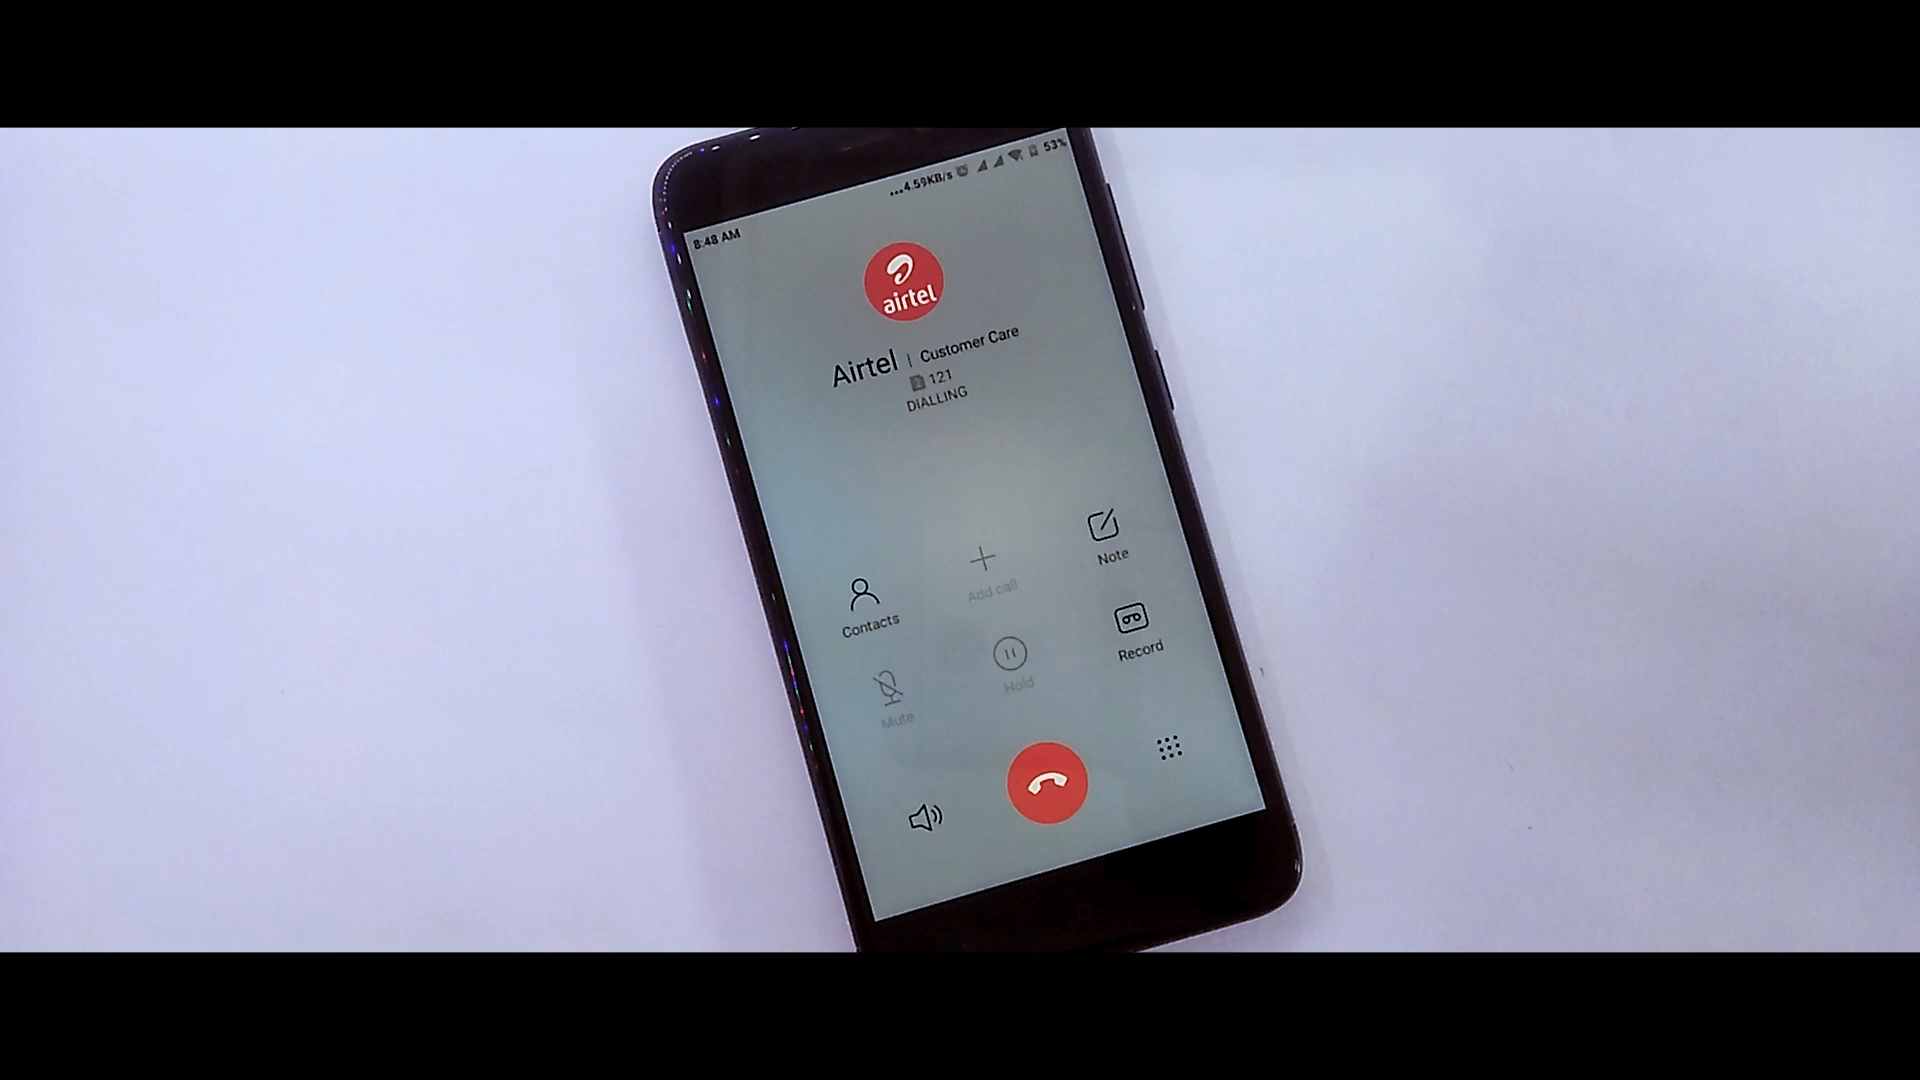 ...4.59KB/s 53%
8:48 AM
airtel
Airtel | Customer Care
121
DIALLING
Contacts Add call Note
Mute Hold Record